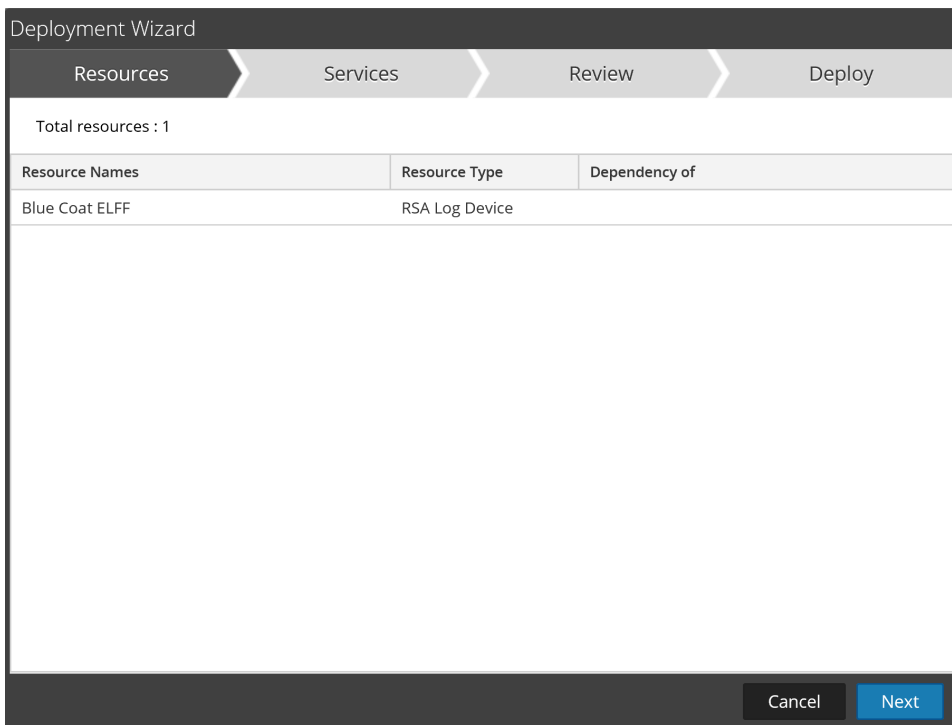 Deployment Wizard
Resources Services Review Deploy
Total resources : 1
Resource Names Resource Type Dependency of
Blue Coat ELFF RSA Log Device
Cancel Next